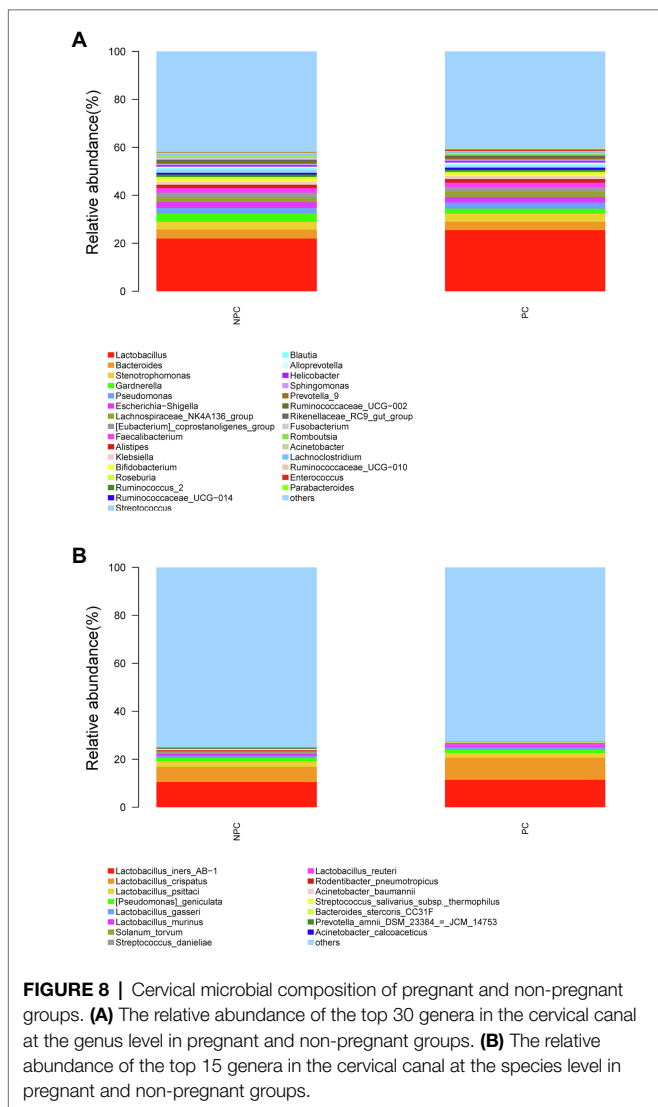 A
100
80
60
40
20
0
Relative abundance(%)
NPC
PC
Lactobacillus
Bacteroides
Stenotrophomonas
Gardnerella
Pseudomonas
Escherichia−Shigella
Lachnospiraceae_NK4A136_group
[Eubacterium]_coprostanoligenes_group
Faecalibacterium
Alistipes
Klebsiella
Bifidobacterium
Roseburia
Ruminococcus_2
Ruminococcaceae_UCG−014
Streptococcus
Blautia
Alloprevotella
Helicobacter
Sphingomonas
Prevotella_9
Ruminococcaceae_UCG−002
Rikenellaceae_RC9_gut_group
Fusobacterium
Romboutsia
Acinetobacter
Lachnoclostridium
Ruminococcaceae_UCG−010
Enterococcus
Parabacteroides
others
B
100
80
60
40
20
0
Relative abundance(%)
NPC
PC
Lactobacillus_iners_AB−1
Lactobacillus_crispatus
Lactobacillus_psittaci
[Pseudomonas]_geniculata
Lactobacillus_gasseri
Lactobacillus_murinus
Solanum_torvum
Streptococcus_danieliae
Lactobacillus_reuteri
Rodentibacter_pneumotropicus
Acinetobacter_baumannii
Streptococcus_salivarius_subsp._thermophilus
Bacteroides_stercoris_CC31F
Prevotella_amnii_DSM_23384_=_JCM_14753
Acinetobacter_calcoaceticus
others
FIGURE 8 | Cervical microbial composition of pregnant and non-pregnant
groups. (A) The relative abundance of the top 30 genera in the cervical canal
at the genus level in pregnant and non-pregnant groups. (B) The relative
abundance of the top 15 genera in the cervical canal at the species level in
pregnant and non-pregnant groups.